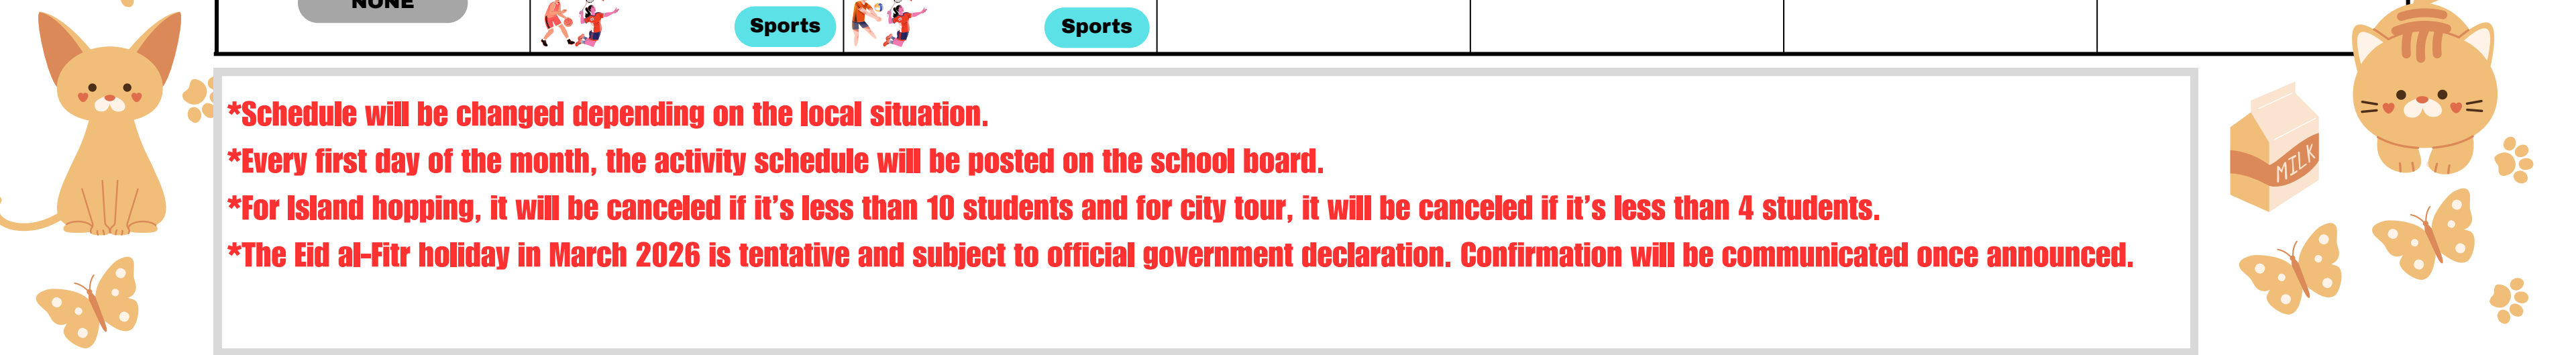 NONE
Sports
Sports
*Schedule will be changed depending on the local situation.
*Every first day of the month, the activity schedule will be posted on the school board.
*For Island hopping, it will be canceled if it's less than 10 students and for city tour, it will be canceled if it's less than 4 students.
*The Eid al-Fitr holiday in March 2026 is tentative and subject to official government declaration. Confirmation will be communicated once announced.
MILK